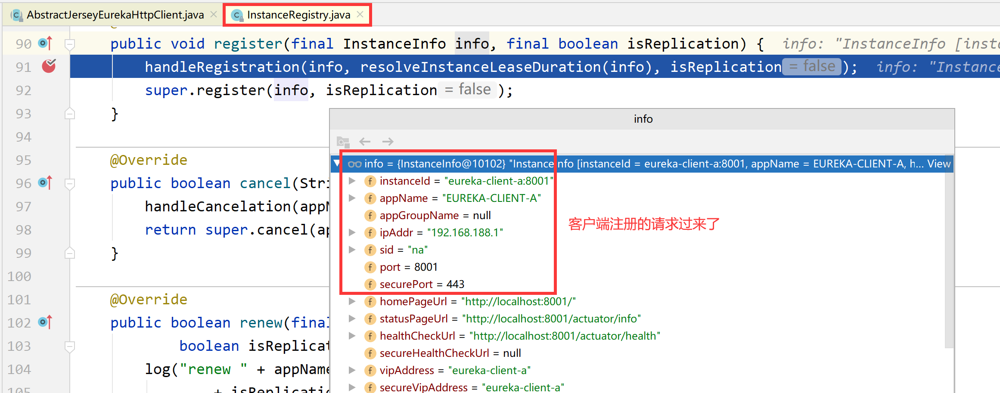 AbstractJerseyEurekaHttpClient.java
InstanceRegistry.java
90 public void register(final InstanceInfo info, final boolean isReplication) { info: "InstanceInfo [inst
91 handleRegistration(info, resolveInstanceLeaseDuration(info), isReplication = false ); info: "Instance
92 super.register(info, isReplication = false );
93 }
94
95 @Override
96 public boolean cancel(Stri
97 handleCancelation(app
98 return super.cancel(a
99 }
100
101 @Override
102 public boolean renew(final
103 boolean isReplicat
104 log("renew " + appName
105 + isReplicatio
info
info = {InstanceInfo@10102} "InstanceInfo [instanceId = eureka-client-a:8001, appName = EUREKA-CLIENT-A, h... View
instanceId = "eureka-client-a:8001"
appName = "EUREKA-CLIENT-A"
appGroupName = null
ipAddr = "192.168.188.1"
sid = "na"
port = 8001
securePort = 443
homePageUrl = "http://localhost:8001/"
statusPageUrl = "http://localhost:8001/actuator/info"
healthCheckUrl = "http://localhost:8001/actuator/health"
secureHealthCheckUrl = null
vipAddress = "eureka-client-a"
secureVipAddress = "eureka-client-a"
客户端注册的请求过来了